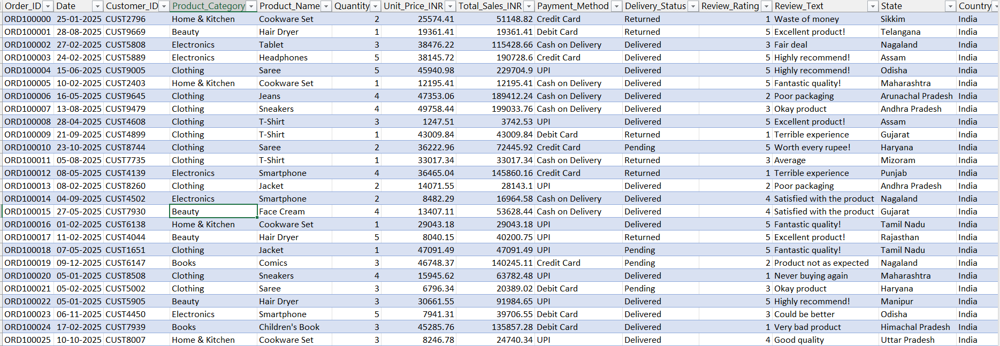 Order_ID Date Customer_ID Product_Category Product_Name Quantity Unit_Price_INR Total_Sales_INR Payment_Method Delivery_Status Review_Rating Review_Text State Country
ORD100000 25-01-2025 CUST2796 Home & Kitchen Cookware Set 2 25574.41 51148.82 Credit Card Returned 1 Waste of money Sikkim India
ORD100001 28-08-2025 CUST9669 Beauty Hair Dryer 1 19361.41 19361.41 Debit Card Returned 5 Excellent product! Telangana India
ORD100002 27-02-2025 CUST5808 Electronics Tablet 3 38476.22 115428.66 Cash on Delivery Delivered 3 Fair deal Nagaland India
ORD100003 24-02-2025 CUST5889 Electronics Headphones 5 38145.72 190728.6 Credit Card Delivered 5 Highly recommend! Assam India
ORD100004 15-06-2025 CUST9005 Clothing Saree 5 45940.98 229704.9 UPI Delivered 5 Highly recommend! Odisha India
ORD100005 10-02-2025 CUST2403 Home & Kitchen Cookware Set 1 12195.41 12195.41 Cash on Delivery Delivered 5 Fantastic quality! Maharashtra India
ORD100006 16-05-2025 CUST9645 Clothing Jeans 4 47353.06 189412.24 Cash on Delivery Delivered 2 Poor packaging Arunachal Pradesh India
ORD100007 13-08-2025 CUST9479 Clothing Sneakers 4 49758.44 199033.76 Cash on Delivery Delivered 3 Okay product Andhra Pradesh India
ORD100008 28-04-2025 CUST4608 Clothing T-Shirt 3 1247.51 3742.53 UPI Delivered 5 Excellent product! Assam India
ORD100009 21-09-2025 CUST4899 Clothing T-Shirt 1 43009.84 43009.84 Debit Card Returned 1 Terrible experience Gujarat India
ORD100010 23-10-2025 CUST8744 Clothing Saree 2 36222.96 72445.92 Credit Card Pending 5 Worth every rupee! Haryana India
ORD100011 05-08-2025 CUST7735 Clothing T-Shirt 1 33017.34 33017.34 Cash on Delivery Returned 3 Average Mizoram India
ORD100012 08-05-2025 CUST4139 Electronics Smartphone 4 36465.04 145860.16 Credit Card Returned 1 Terrible experience Punjab India
ORD100013 08-02-2025 CUST8260 Clothing Jacket 2 14071.55 28143.1 UPI Delivered 2 Poor packaging Andhra Pradesh India
ORD100014 04-09-2025 CUST4502 Electronics Smartphone 2 8482.29 16964.58 Cash on Delivery Delivered 4 Satisfied with the product Nagaland India
ORD100015 27-05-2025 CUST7930 Beauty Face Cream 4 13407.11 53628.44 Cash on Delivery Delivered 4 Satisfied with the product Gujarat India
ORD100016 01-02-2025 CUST6138 Home & Kitchen Cookware Set 1 29043.18 29043.18 UPI Delivered 5 Fantastic quality! Tamil Nadu India
ORD100017 11-02-2025 CUST4044 Beauty Hair Dryer 5 8040.15 40200.75 UPI Returned 5 Excellent product! Rajasthan India
ORD100018 07-05-2025 CUST1651 Clothing Jacket 1 47091.49 47091.49 UPI Pending 5 Fantastic quality! Tamil Nadu India
ORD100019 09-12-2025 CUST6147 Books Comics 3 46748.37 140245.11 Credit Card Pending 2 Product not as expected Nagaland India
ORD100020 05-01-2025 CUST8508 Clothing Sneakers 4 15945.62 63782.48 UPI Delivered 1 Never buying again Maharashtra India
ORD100021 05-02-2025 CUST5002 Clothing Saree 3 6796.34 20389.02 Debit Card Pending 3 Okay product Haryana India
ORD100022 05-01-2025 CUST5905 Beauty Hair Dryer 3 30661.55 91984.65 UPI Delivered 5 Highly recommend! Manipur India
ORD100023 06-11-2025 CUST4450 Electronics Smartphone 5 7941.31 39706.55 Debit Card Delivered 3 Could be better Odisha India
ORD100024 17-02-2025 CUST7939 Books Children's Book 3 45285.76 135857.28 Debit Card Delivered 1 Very bad product Himachal Pradesh India
ORD100025 10-10-2025 CUST8007 Home & Kitchen Cookware Set 3 8246.78 24740.34 UPI Delivered 4 Good quality Uttar Pradesh India